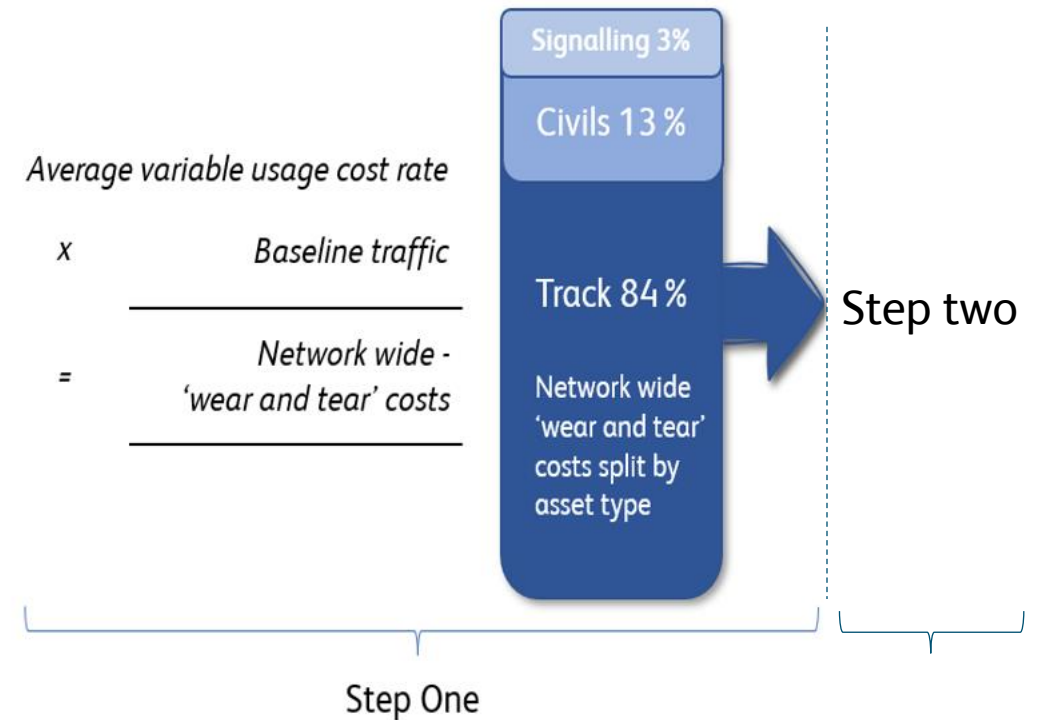 Average variable usage cost rate
x Baseline traffic
= Network wide -
‘wear and tear’ costs
Signalling 3%
Civils 13 %
Track 84 %
Network wide
‘wear and tear’
costs split by
asset type
Step two
Step One